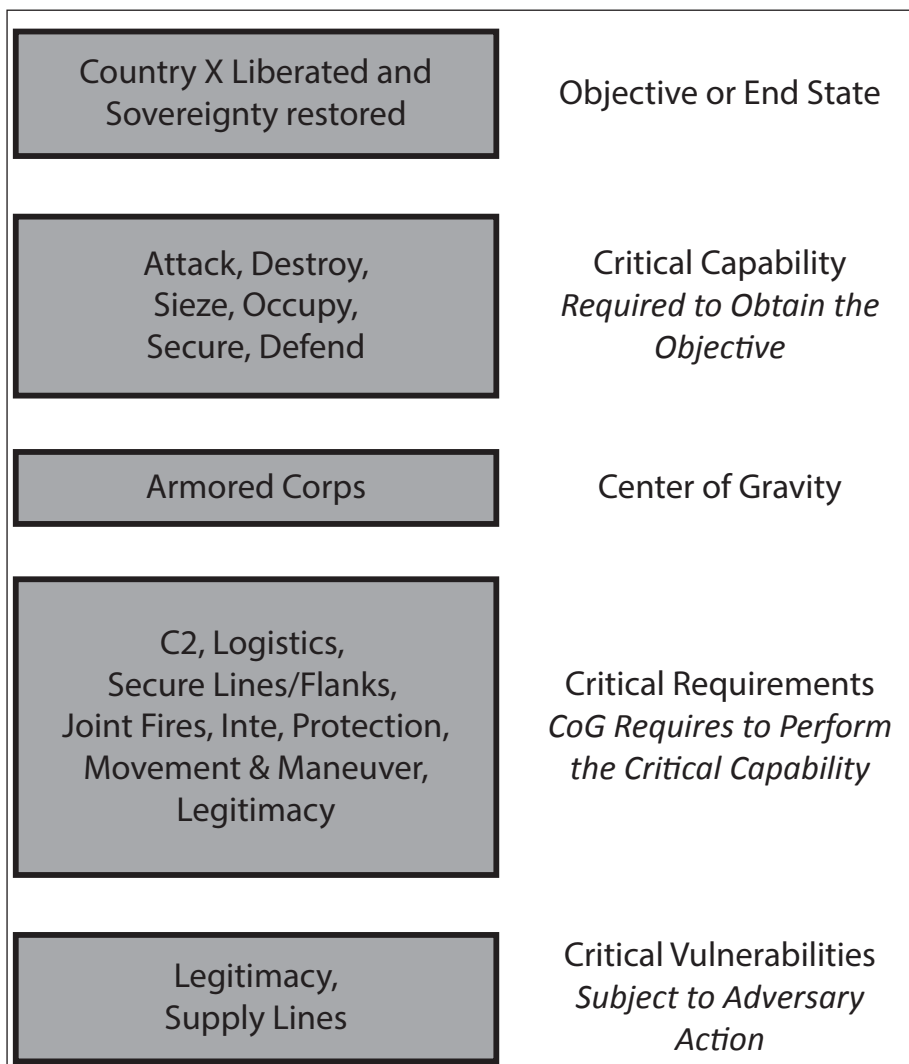 Country X Liberated and
Sovereignty restored
Objective or End State
Attack, Destroy,
Sieze, Occupy,
Secure, Defend
Critical Capability
Required to Obtain the
Objective
Armored Corps
Center of Gravity
C2, Logistics,
Secure Lines/Flanks,
Joint Fires, Inte, Protection,
Movement & Maneuver,
Legitimacy
Critical Requirements
CoG Requires to Perform
the Critical Capability
Legitimacy,
Supply Lines
Critical Vulnerabilities
Subject to Adversary
Action